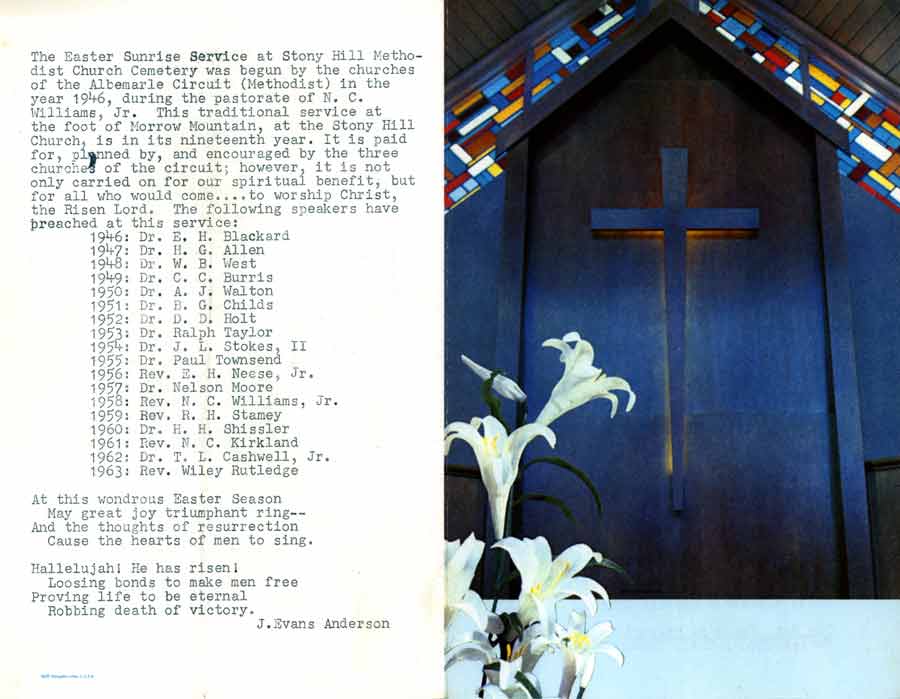 The Easter Sunrise Service at Stony Hill Metho-
dist Church Cemetery was begun by the churches
of the Albemarle Circuit (Methodist) in the
year 1946, during the pastorate of N. C.
Williams, Jr.  This traditional service at
the foot of Morrow Mountain, at the Stony Hill
Church, is in its nineteenth year. It is paid
for, planned by, and encouraged by the three
churches of the circuit; however, it is not
only carried on for our spiritual benefit, but
for all who would come....to worship Christ,
the Risen Lord.  The following speakers have
preached at this service:
1946: Dr. E. H. Blackard
1947: Dr. H. G. Allen
1948: Dr. W. B. West
1949: Dr. C. C. Burris
1950: Dr. A. J. Walton
1951: Dr. B. G. Childs
1952: Dr. D. D. Holt
1953: Dr. Ralph Taylor
1954: Dr. J. L. Stokes, II
1955: Dr. Paul Townsend
1956: Rev. E. H. Nesse, Jr.
1957: Dr. Nelson Moore
1958: Rev. N. C. Williams, Jr.
1959: Rev. R. H. Stamey
1960: Dr. H. H. Shissler
1961: Rev. N. C. Kirkland
1962: Dr. T. L. Cashwell, Jr.
1963: Rev. Wiley Rutledge
At this wondrous Easter Season
May great joy triumphant ring--
And the thoughts of resurrection
Cause the hearts of men to sing.
Hallelujah! He has risen!
Loosing bonds to make men free
Proving life to be eternal
Robbing death of victory.
J.Evans Anderson